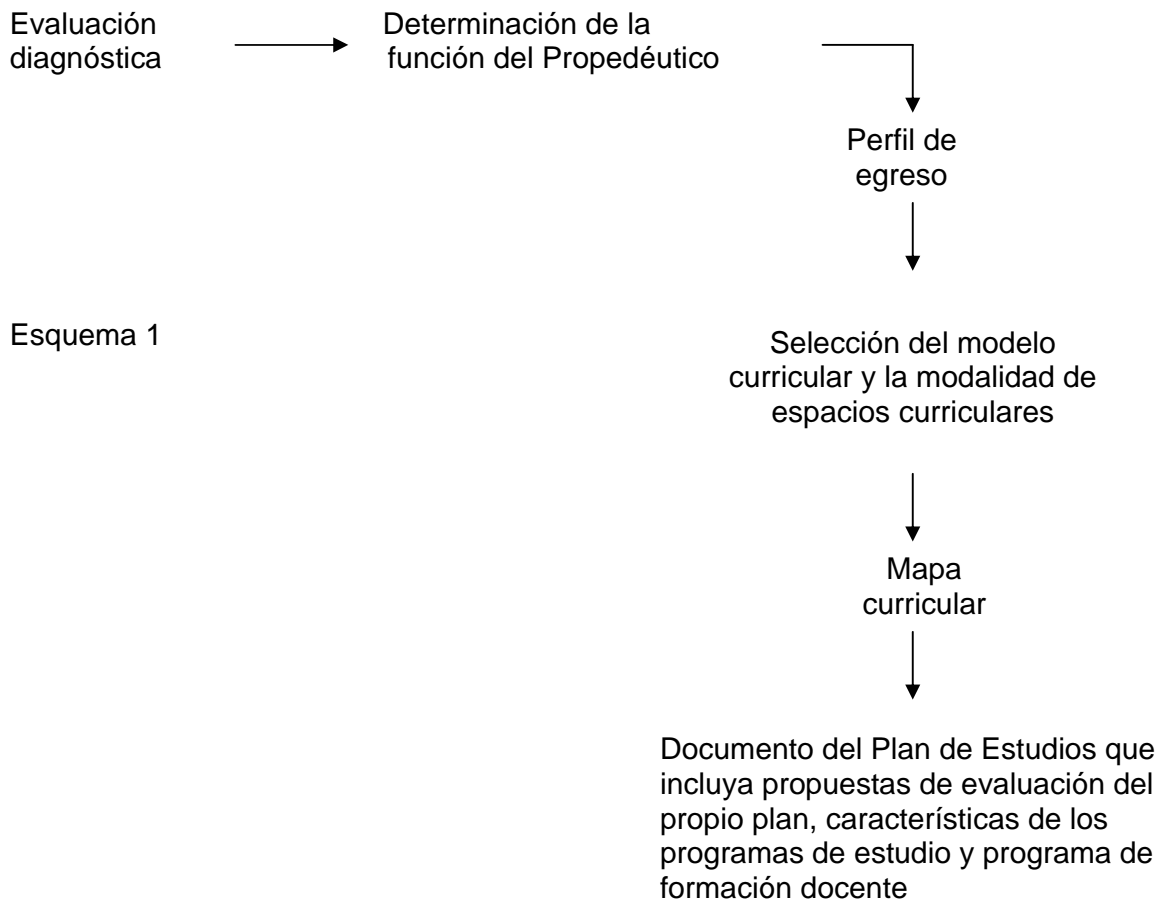 Evaluación
diagnóstica
Determinación de la
función del Propedéutico
Perfil de
egreso
Esquema 1
Selección del modelo
curricular y la modalidad de
espacios curriculares
Mapa
curricular
Documento del Plan de Estudios que
incluya propuestas de evaluación del
propio plan, características de los
programas de estudio y programa de
formación docente